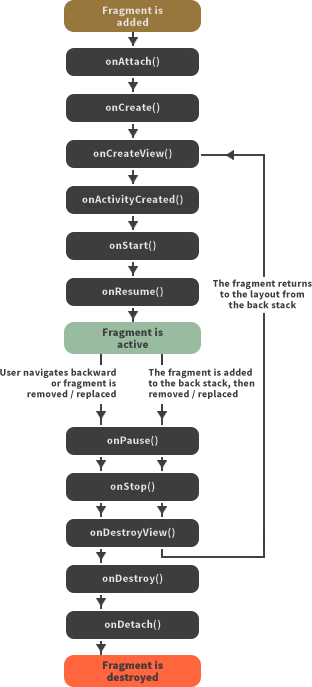 Fragment is
added
onAttach()
onCreate()
onCreateView()
onActivityCreated()
onStart()
onResume()
The fragment returns
to the layout from
the back stack
Fragment is
active
User navigates backward
or fragment is
removed / replaced
The fragment is added
to the back stack, then
removed / replaced
onPause()
onStop()
onDestroyView()
onDestroy()
onDetach()
Fragment is
destroyed